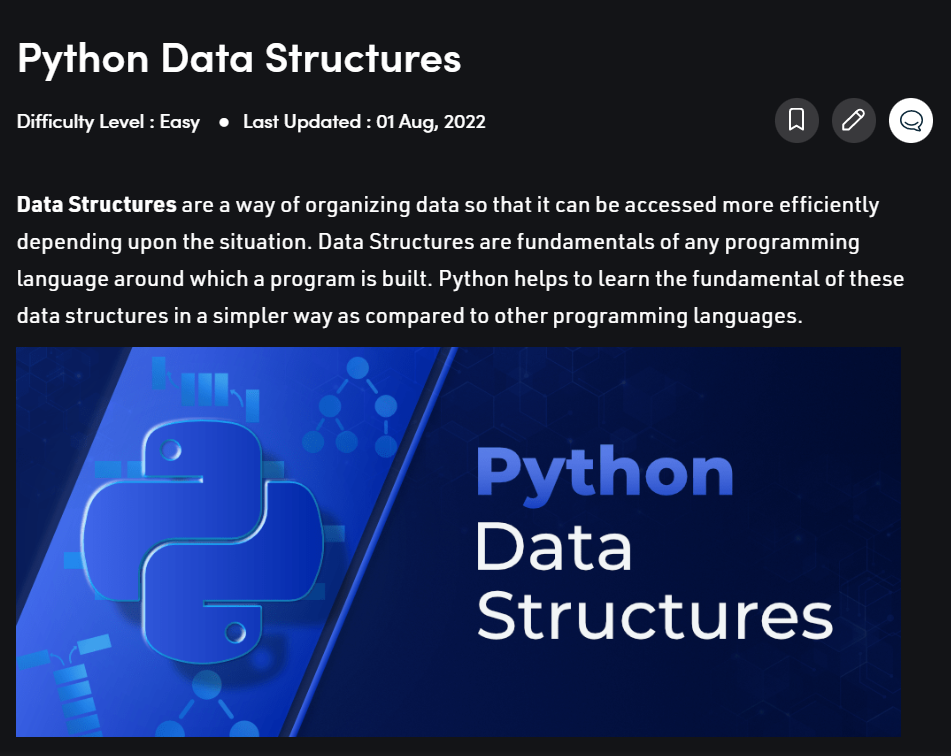 Python Data Structures
Difficulty Level : Easy ● Last Updated : 01 Aug, 2022
Data Structures are a way of organizing data so that it can be accessed more efficiently
depending upon the situation. Data Structures are fundamentals of any programming
language around which a program is built. Python helps to learn the fundamental of these
data structures in a simpler way as compared to other programming languages.
Python
Data
Structures